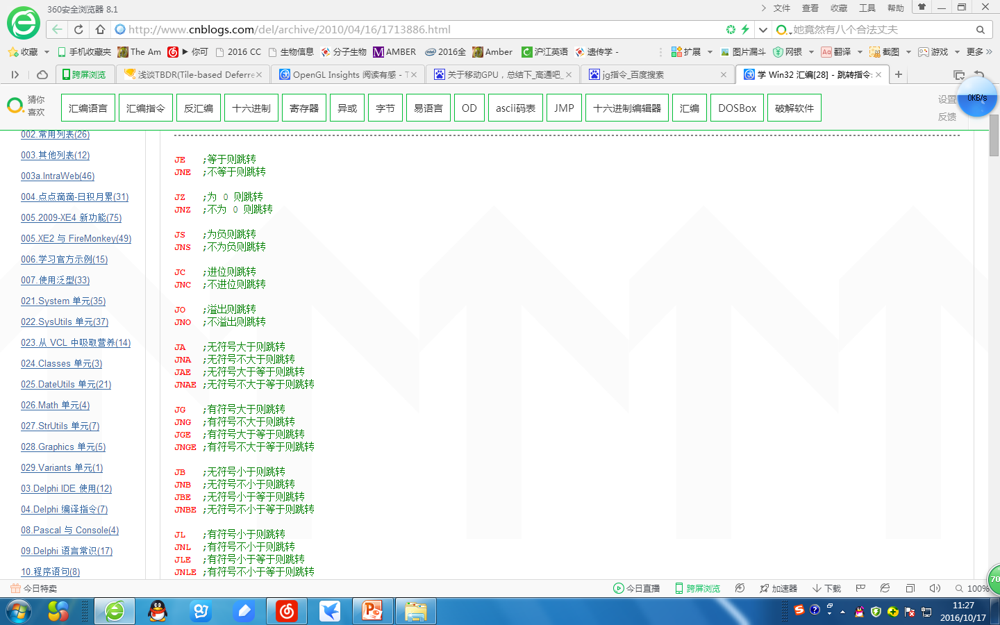 360安全浏览器 8.1
文件 查看 收藏 工具 帮助
http://www.cnblogs.com/del/archive/2010/04/16/1713886.html
她竟然有八个合法丈夫
收藏 手机收藏夹 The Am ▶ 你可 2016 CC 生物信息 分子生物 AMBER 2016全 Amber 沪江英语 遗传学 - 扩展 图片漏斗 网银 翻译 截图 游戏 更多 »
跨屏浏览 浅谈TBDR(Tile-based Deferre OpenGL Insights 阅读有感 - T 关于移动GPU，总结下_高通吧_ jg指令_百度搜索 学 Win32 汇编[28] - 跳转指令:
猜你喜欢
汇编语言 汇编指令 反汇编 十六进制 寄存器 异或 字节 易语言 OD ascii码表 JMP 十六进制编辑器 汇编 DOSBox 破解软件
设置
反馈
0KB/s
002.常用列表(26)
003.其他列表(12)
003a.IntraWeb(46)
004.点点滴滴-日积月累(31)
005.2009-XE4 新功能(75)
005.XE2 与 FireMonkey(49)
006.学习官方示例(15)
007.使用泛型(33)
021.System 单元(35)
022.SysUtils 单元(37)
023.从 VCL 中吸取营养(14)
024.Classes 单元(3)
025.DateUtils 单元(21)
026.Math 单元(4)
027.StrUtils 单元(7)
028.Graphics 单元(5)
029.Variants 单元(1)
03.Delphi IDE 使用(12)
04.Delphi 编译指令(7)
08.Pascal 与 Console(4)
09.Delphi 语言常识(17)
10.程序语句(8)
JE ;等于则跳转
JNE ;不等于则跳转
JZ ;为 0 则跳转
JNZ ;不为 0 则跳转
JS ;为负则跳转
JNS ;不为负则跳转
JC ;进位则跳转
JNC ;不进位则跳转
JO ;溢出则跳转
JNO ;不溢出则跳转
JA ;无符号大于则跳转
JNA ;无符号不大于则跳转
JAE ;无符号大于等于则跳转
JNAE ;无符号不大于等于则跳转
JG ;有符号大于则跳转
JNG ;有符号不大于则跳转
JGE ;有符号大于等于则跳转
JNGE ;有符号不大于等于则跳转
JB ;无符号小于则跳转
JNB ;无符号不小于则跳转
JBE ;无符号小于等于则跳转
JNBE ;无符号不小于等于则跳转
JL ;有符号小于则跳转
JNL ;有符号不小于则跳转
JLE ;有符号小于等于则跳转
JNLE ;有符号不小于等于则跳转
70
今日特卖
今日直播 跨屏浏览 加速器 下载 100%
11:27
2016/10/17